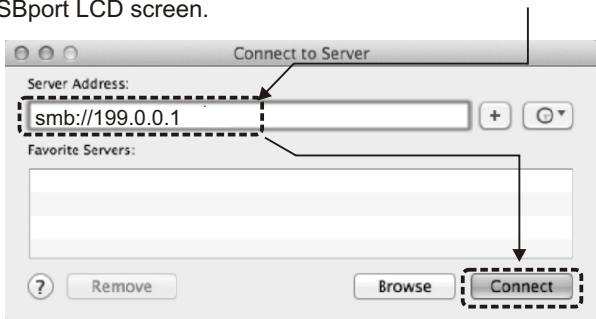 SBport LCD screen.
Connect to Server
Server Address:
smb://199.0.0.1
+
Favorite Servers:
? Remove Browse Connect